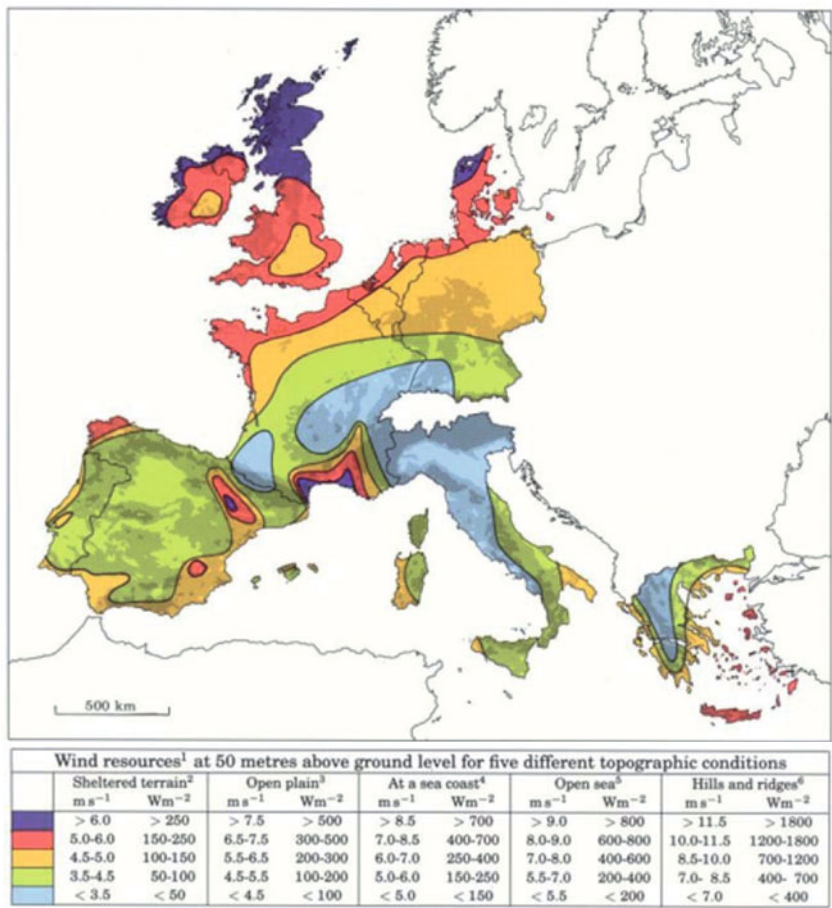 500 km
Wind resources¹ at 50 metres above ground level for five different topographic conditions
Sheltered terrain² Open plain³ At a sea coast⁴ Open sea⁵ Hills and ridges⁶
m s⁻¹ Wm⁻² m s⁻¹ Wm⁻² m s⁻¹ Wm⁻² m s⁻¹ Wm⁻² m s⁻¹ Wm⁻²
> 6.0 > 250 > 7.5 > 500 > 8.5 > 700 > 9.0 > 800 > 11.5 > 1800
5.0-6.0 150-250 6.5-7.5 300-500 7.0-8.5 400-700 8.0-9.0 600-800 10.0-11.5 1200-1800
4.5-5.0 100-150 5.5-6.5 200-300 6.0-7.0 250-400 7.0-8.0 400-600 8.5-10.0 700-1200
3.5-4.5 50-100 4.5-5.5 100-200 5.0-6.0 150-250 5.5-7.0 200-400 7.0- 8.5 400- 700
< 3.5 < 50 < 4.5 < 100 < 5.0 < 150 < 5.5 < 200 < 7.0 < 400